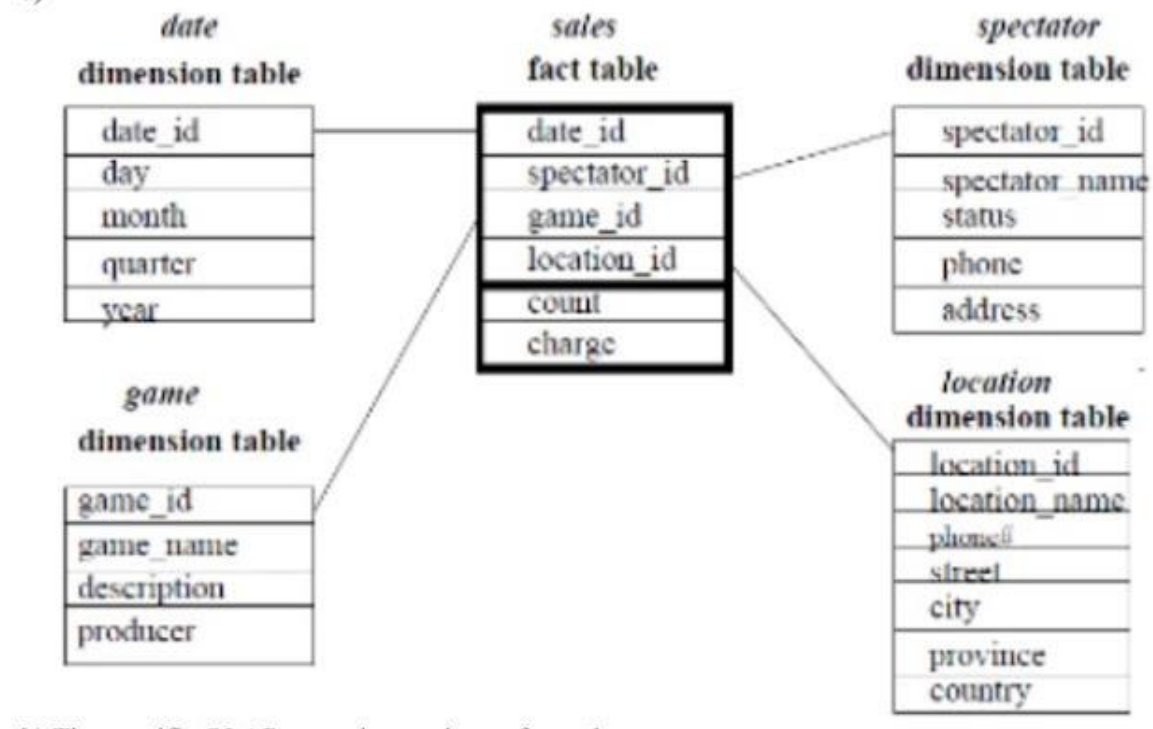 date
dimension table
date_id
day
month
quarter
year
sales
fact table
date_id
spectator_id
game_id
location_id
count
charge
spectator
dimension table
spectator_id
spectator_name
status
phone
address
game
dimension table
game_id
game_name
description
producer
location
dimension table
location_id
location_name
phone#
street
city
province
country